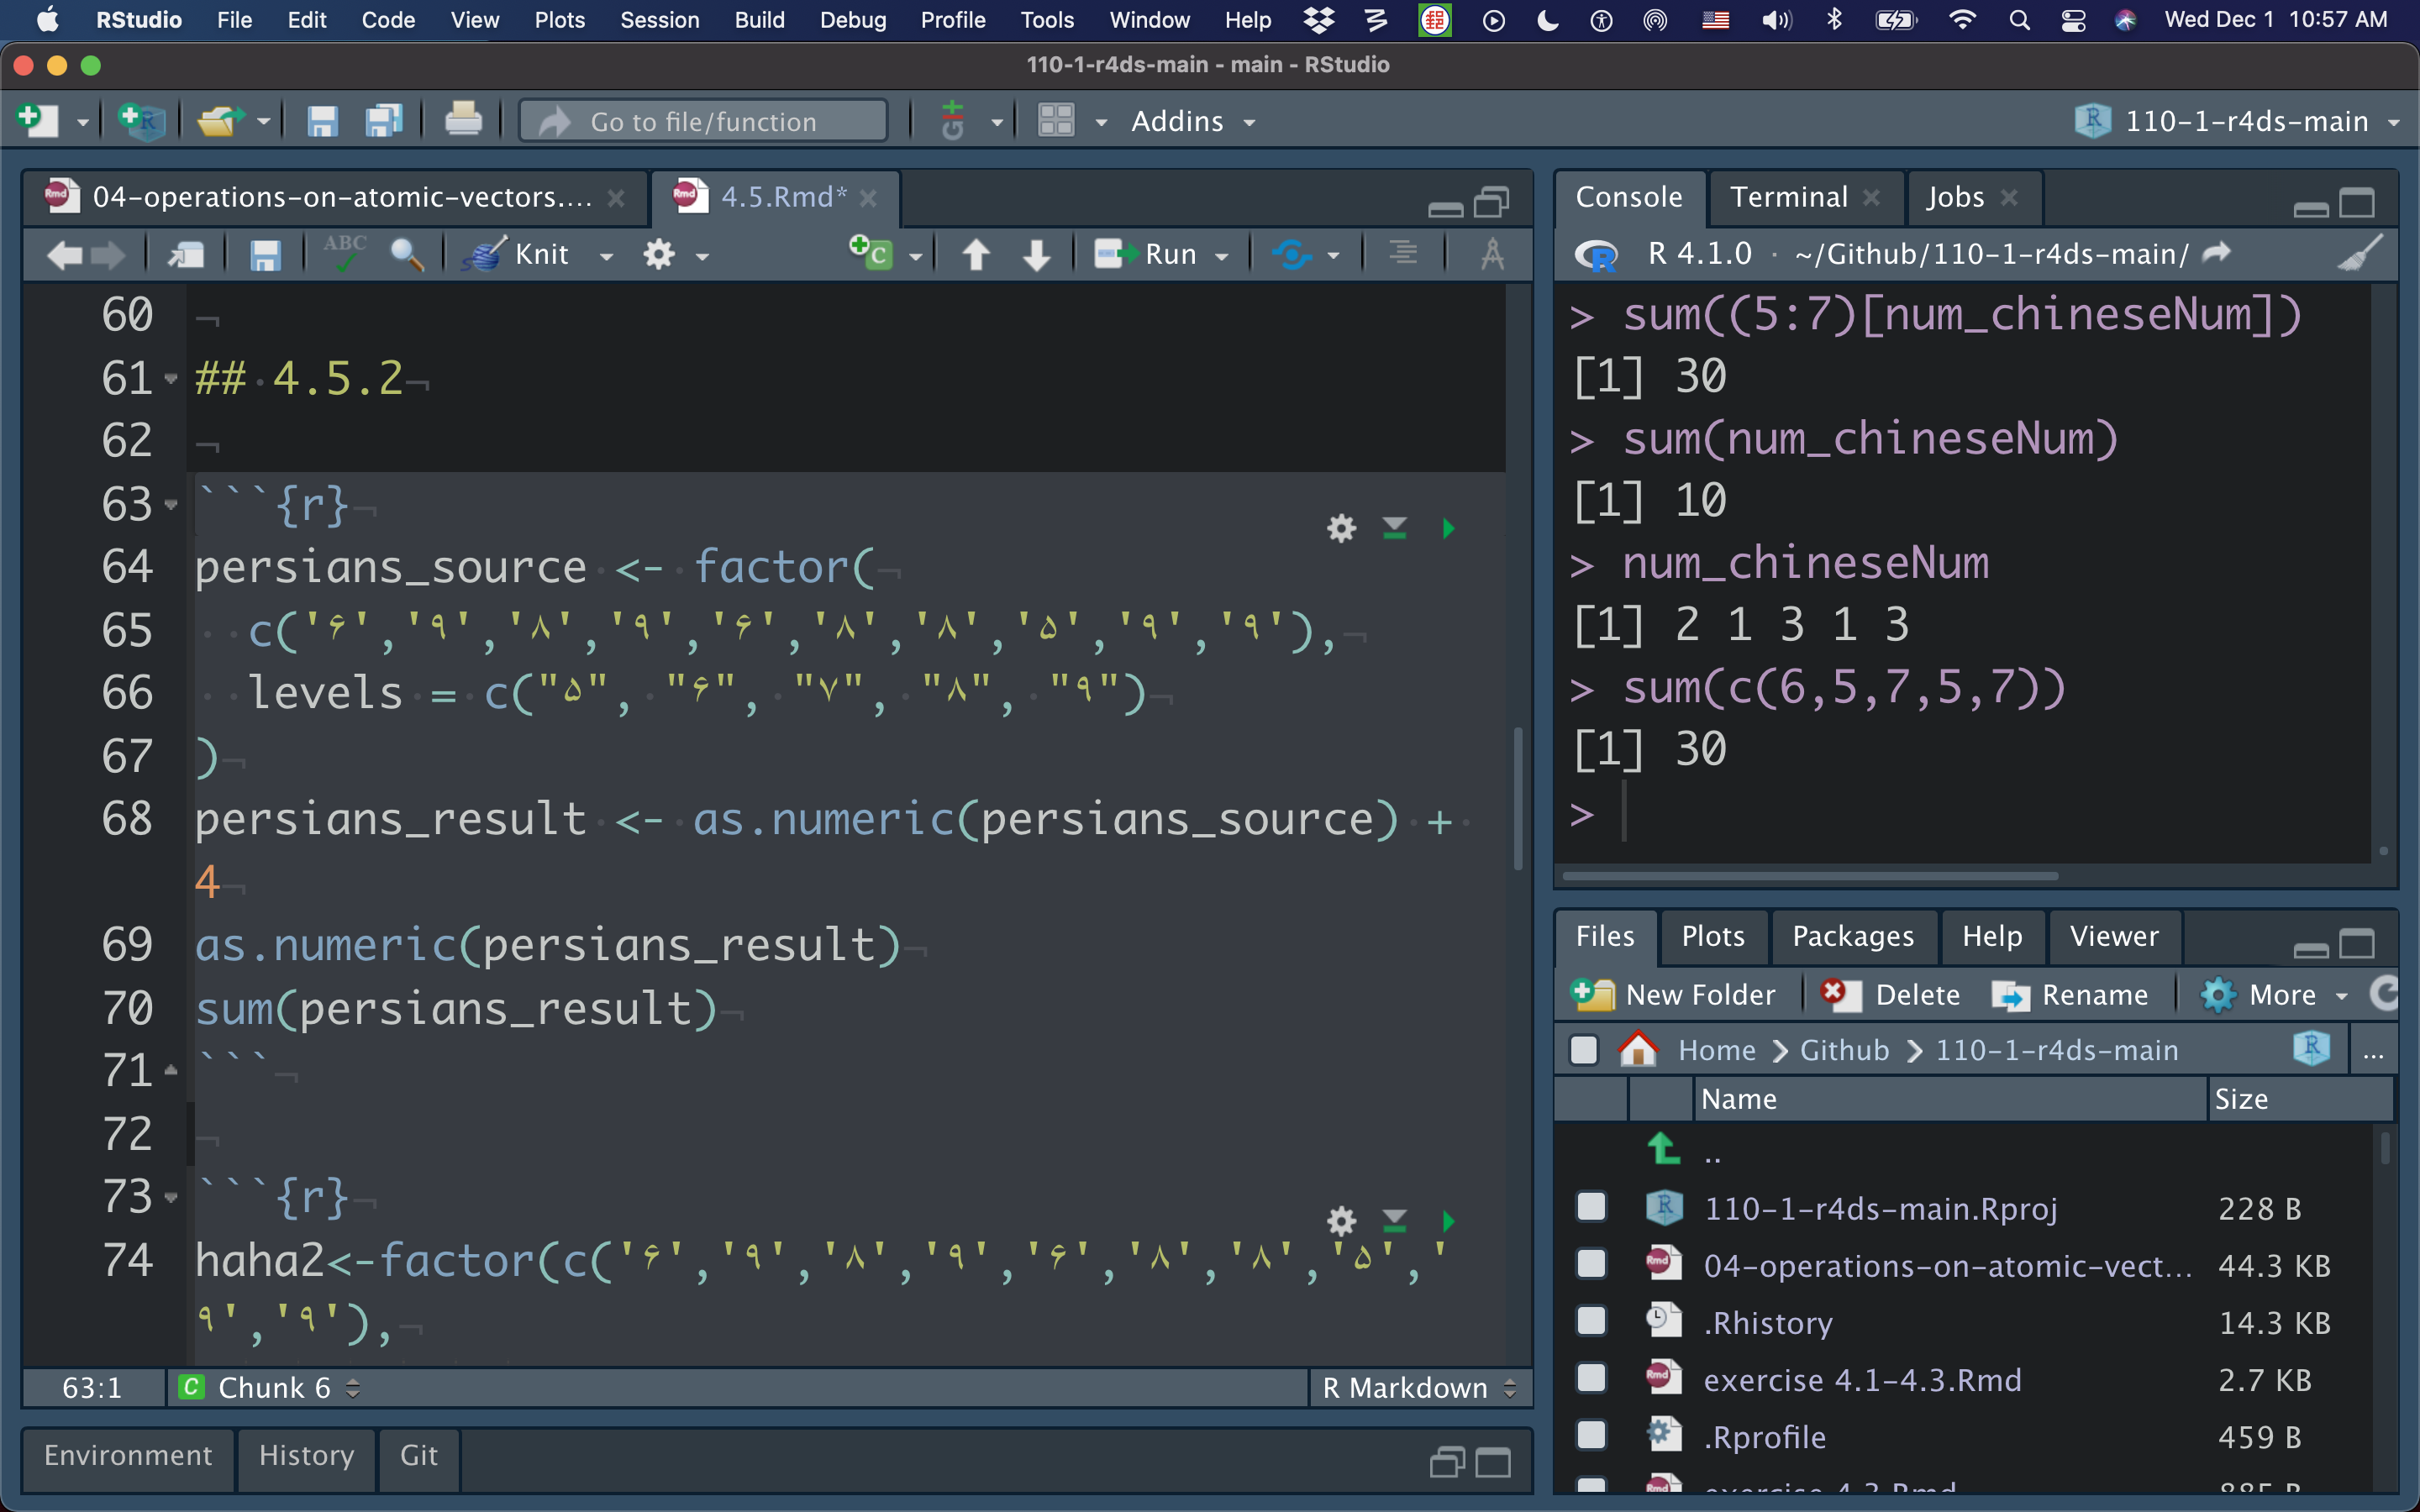 RStudio File Edit Code View Plots Session Build Debug Profile Tools Window Help Wed Dec 1 10:57 AM
110-1-r4ds-main - main - RStudio
Go to file/function Addins 110-1-r4ds-main
04-operations-on-atomic-vectors.... 4.5.Rmd*
ABC Knit Run
60
61 ## 4.5.2
62
63 ```{r}
64 persians_source <- factor(
65 c('۶','۹','۸','۹','۶','۸','۸','۵','۹','۹'),
66 levels = c("۵", "۶", "۷", "۸", "۹")
67 )
68 persians_result <- as.numeric(persians_source) +
4
69 as.numeric(persians_result)
70 sum(persians_result)
71 ```
72
73 ```{r}
74 haha2<-factor(c('۶','۹','۸','۹','۶','۸','۸','۵','
۹','۹'),
63:1 Chunk 6 R Markdown
Environment History Git
Console Terminal Jobs
R 4.1.0 · ~/Github/110-1-r4ds-main/
> sum((5:7)[num_chineseNum])
[1] 30
> sum(num_chineseNum)
[1] 10
> num_chineseNum
[1] 2 1 3 1 3
> sum(c(6,5,7,5,7))
[1] 30
>
Files Plots Packages Help Viewer
New Folder Delete Rename More
Home Github 110-1-r4ds-main ...
Name Size
..
110-1-r4ds-main.Rproj 228 B
04-operations-on-atomic-vect... 44.3 KB
.Rhistory 14.3 KB
exercise 4.1-4.3.Rmd 2.7 KB
.Rprofile 459 B
exercise 4.3.Rmd 885 B